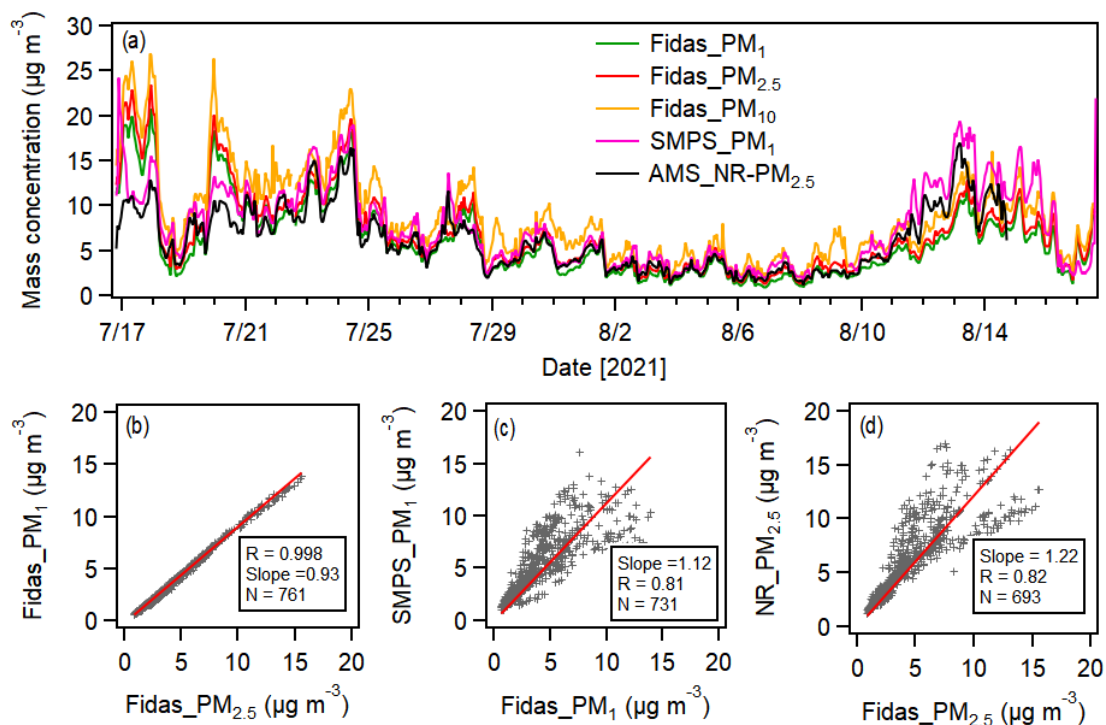 Mass concentration (µg m⁻³)
30
25
20
15
10
5
0
(a)
Fidas_PM₁
Fidas_PM₂.₅
Fidas_PM₁₀
SMPS_PM₁
AMS_NR-PM₂.₅
7/17 7/21 7/25 7/29 8/2 8/6 8/10 8/14
Date [2021]
Fidas_PM₁ (µg m⁻³)
20
15
10
5
0
(b)
R = 0.998
Slope =0.93
N = 761
0 5 10 15 20
Fidas_PM₂.₅ (µg m⁻³)
SMPS_PM₁ (µg m⁻³)
20
15
10
5
0
(c)
Slope =1.12
R = 0.81
N = 731
0 5 10 15 20
Fidas_PM₁ (µg m⁻³)
NR_PM₂.₅ (µg m⁻³)
20
15
10
5
0
(d)
Slope = 1.22
R = 0.82
N = 693
0 5 10 15 20
Fidas_PM₂.₅ (µg m⁻³)